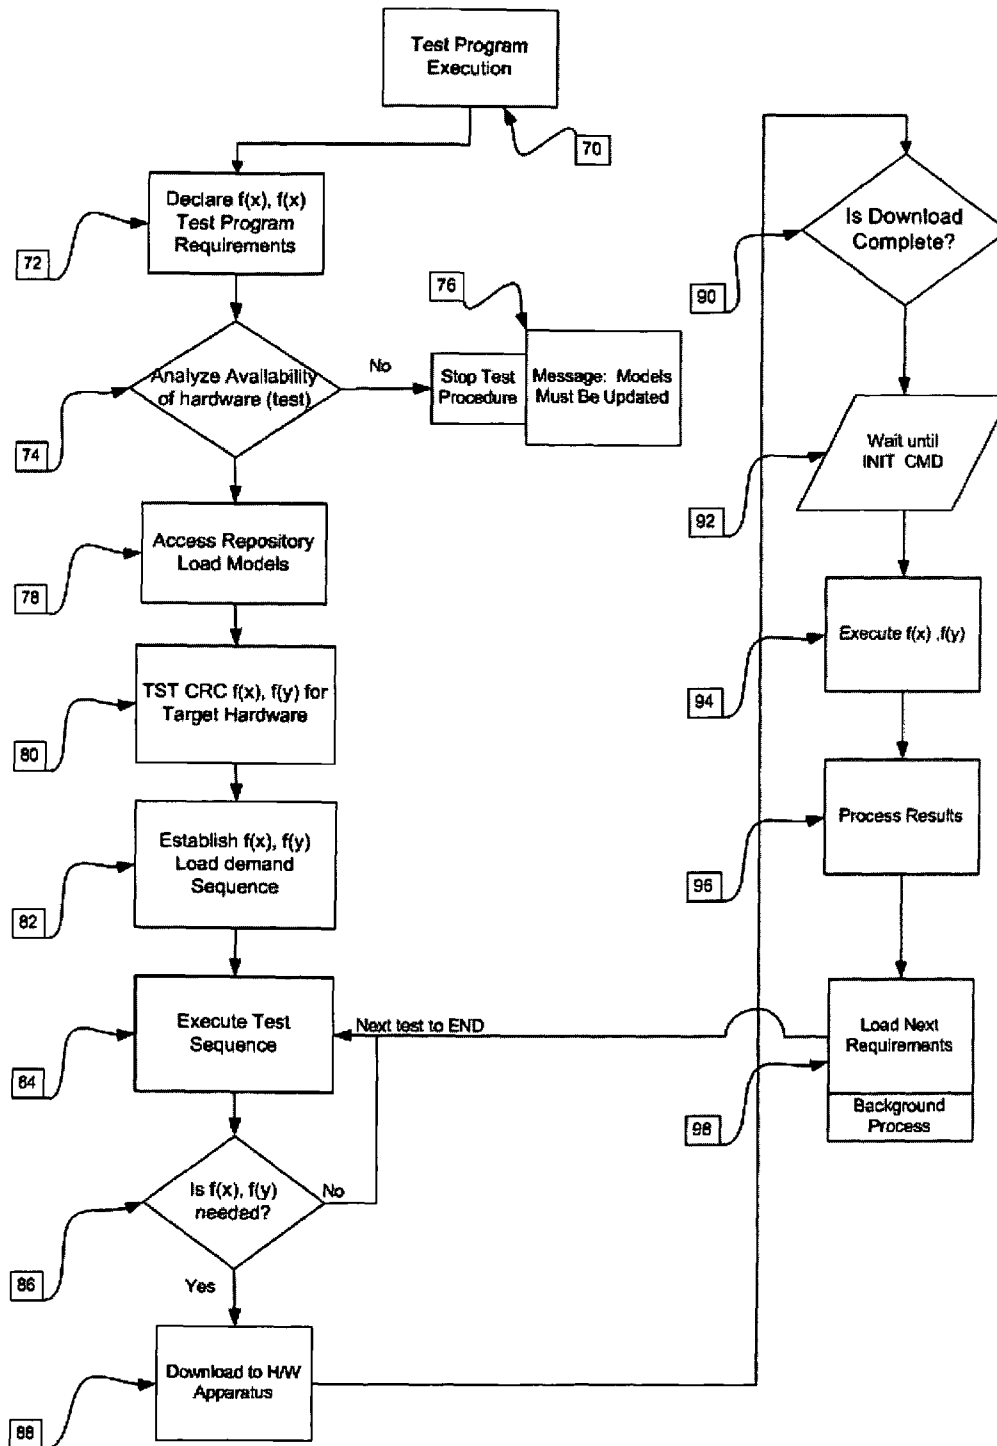 Test Program
Execution
70
Declare f(x), f(x)
Test Program
Requirements
72
Analyze Availability
of hardware (test)
74
No
76
Stop Test
Procedure
Message: Models
Must Be Updated
Access Repository
Load Models
78
TST CRC f(x), f(y) for
Target Hardware
80
Establish f(x), f(y)
Load demand
Sequence
82
Execute Test
Sequence
84
Next test to END
Is f(x), f(y)
needed?
No
86
Yes
Download to H/W
Apparatus
88
Is Download
Complete?
90
Wait until
INIT CMD
92
Execute f(x) ,f(y)
94
Process Results
96
Load Next
Requirements
Background
Process
98